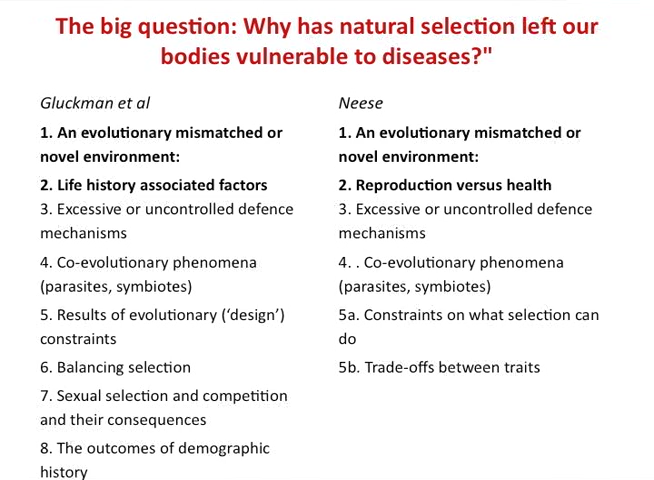 The big question: Why has natural selection left our
bodies vulnerable to diseases?"
Gluckman et al
1. An evolutionary mismatched or
novel environment:
2. Life history associated factors
3. Excessive or uncontrolled defence
mechanisms
4. Co-evolutionary phenomena
(parasites, symbiotes)
5. Results of evolutionary (‘design’)
constraints
6. Balancing selection
7. Sexual selection and competition
and their consequences
8. The outcomes of demographic
history
Neese
1. An evolutionary mismatched or
novel environment:
2. Reproduction versus health
3. Excessive or uncontrolled defence
mechanisms
4. . Co-evolutionary phenomena
(parasites, symbiotes)
5a. Constraints on what selection can
do
5b. Trade-offs between traits